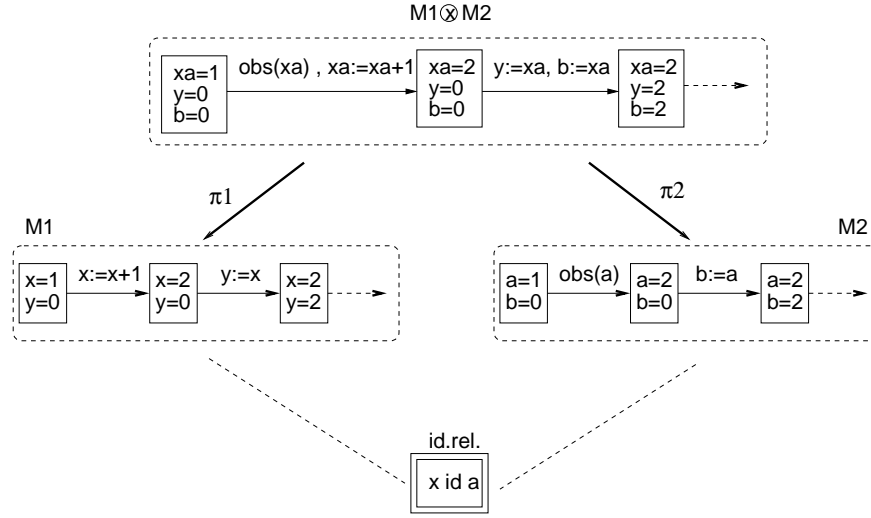 M1ⓧM2
xa=1
y=0
b=0
obs(xa) , xa:=xa+1
xa=2
y=0
b=0
y:=xa, b:=xa
xa=2
y=2
b=2
π1
π2
M1
x=1
y=0
x:=x+1
x=2
y=0
y:=x
x=2
y=2
M2
a=1
b=0
obs(a)
a=2
b=0
b:=a
a=2
b=2
id.rel.
x id a